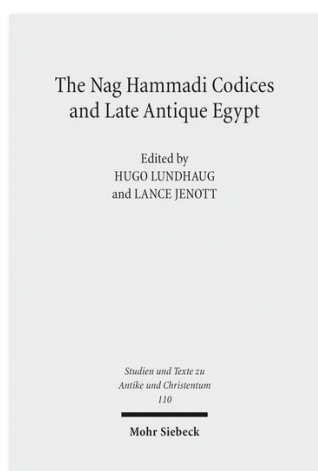 The Nag Hammadi Codices
and Late Antique Egypt
Edited by
HUGO LUNDHAUG
and LANCE JENOTT
Studien und Texte zu
Antike und Christentum
110
Mohr Siebeck